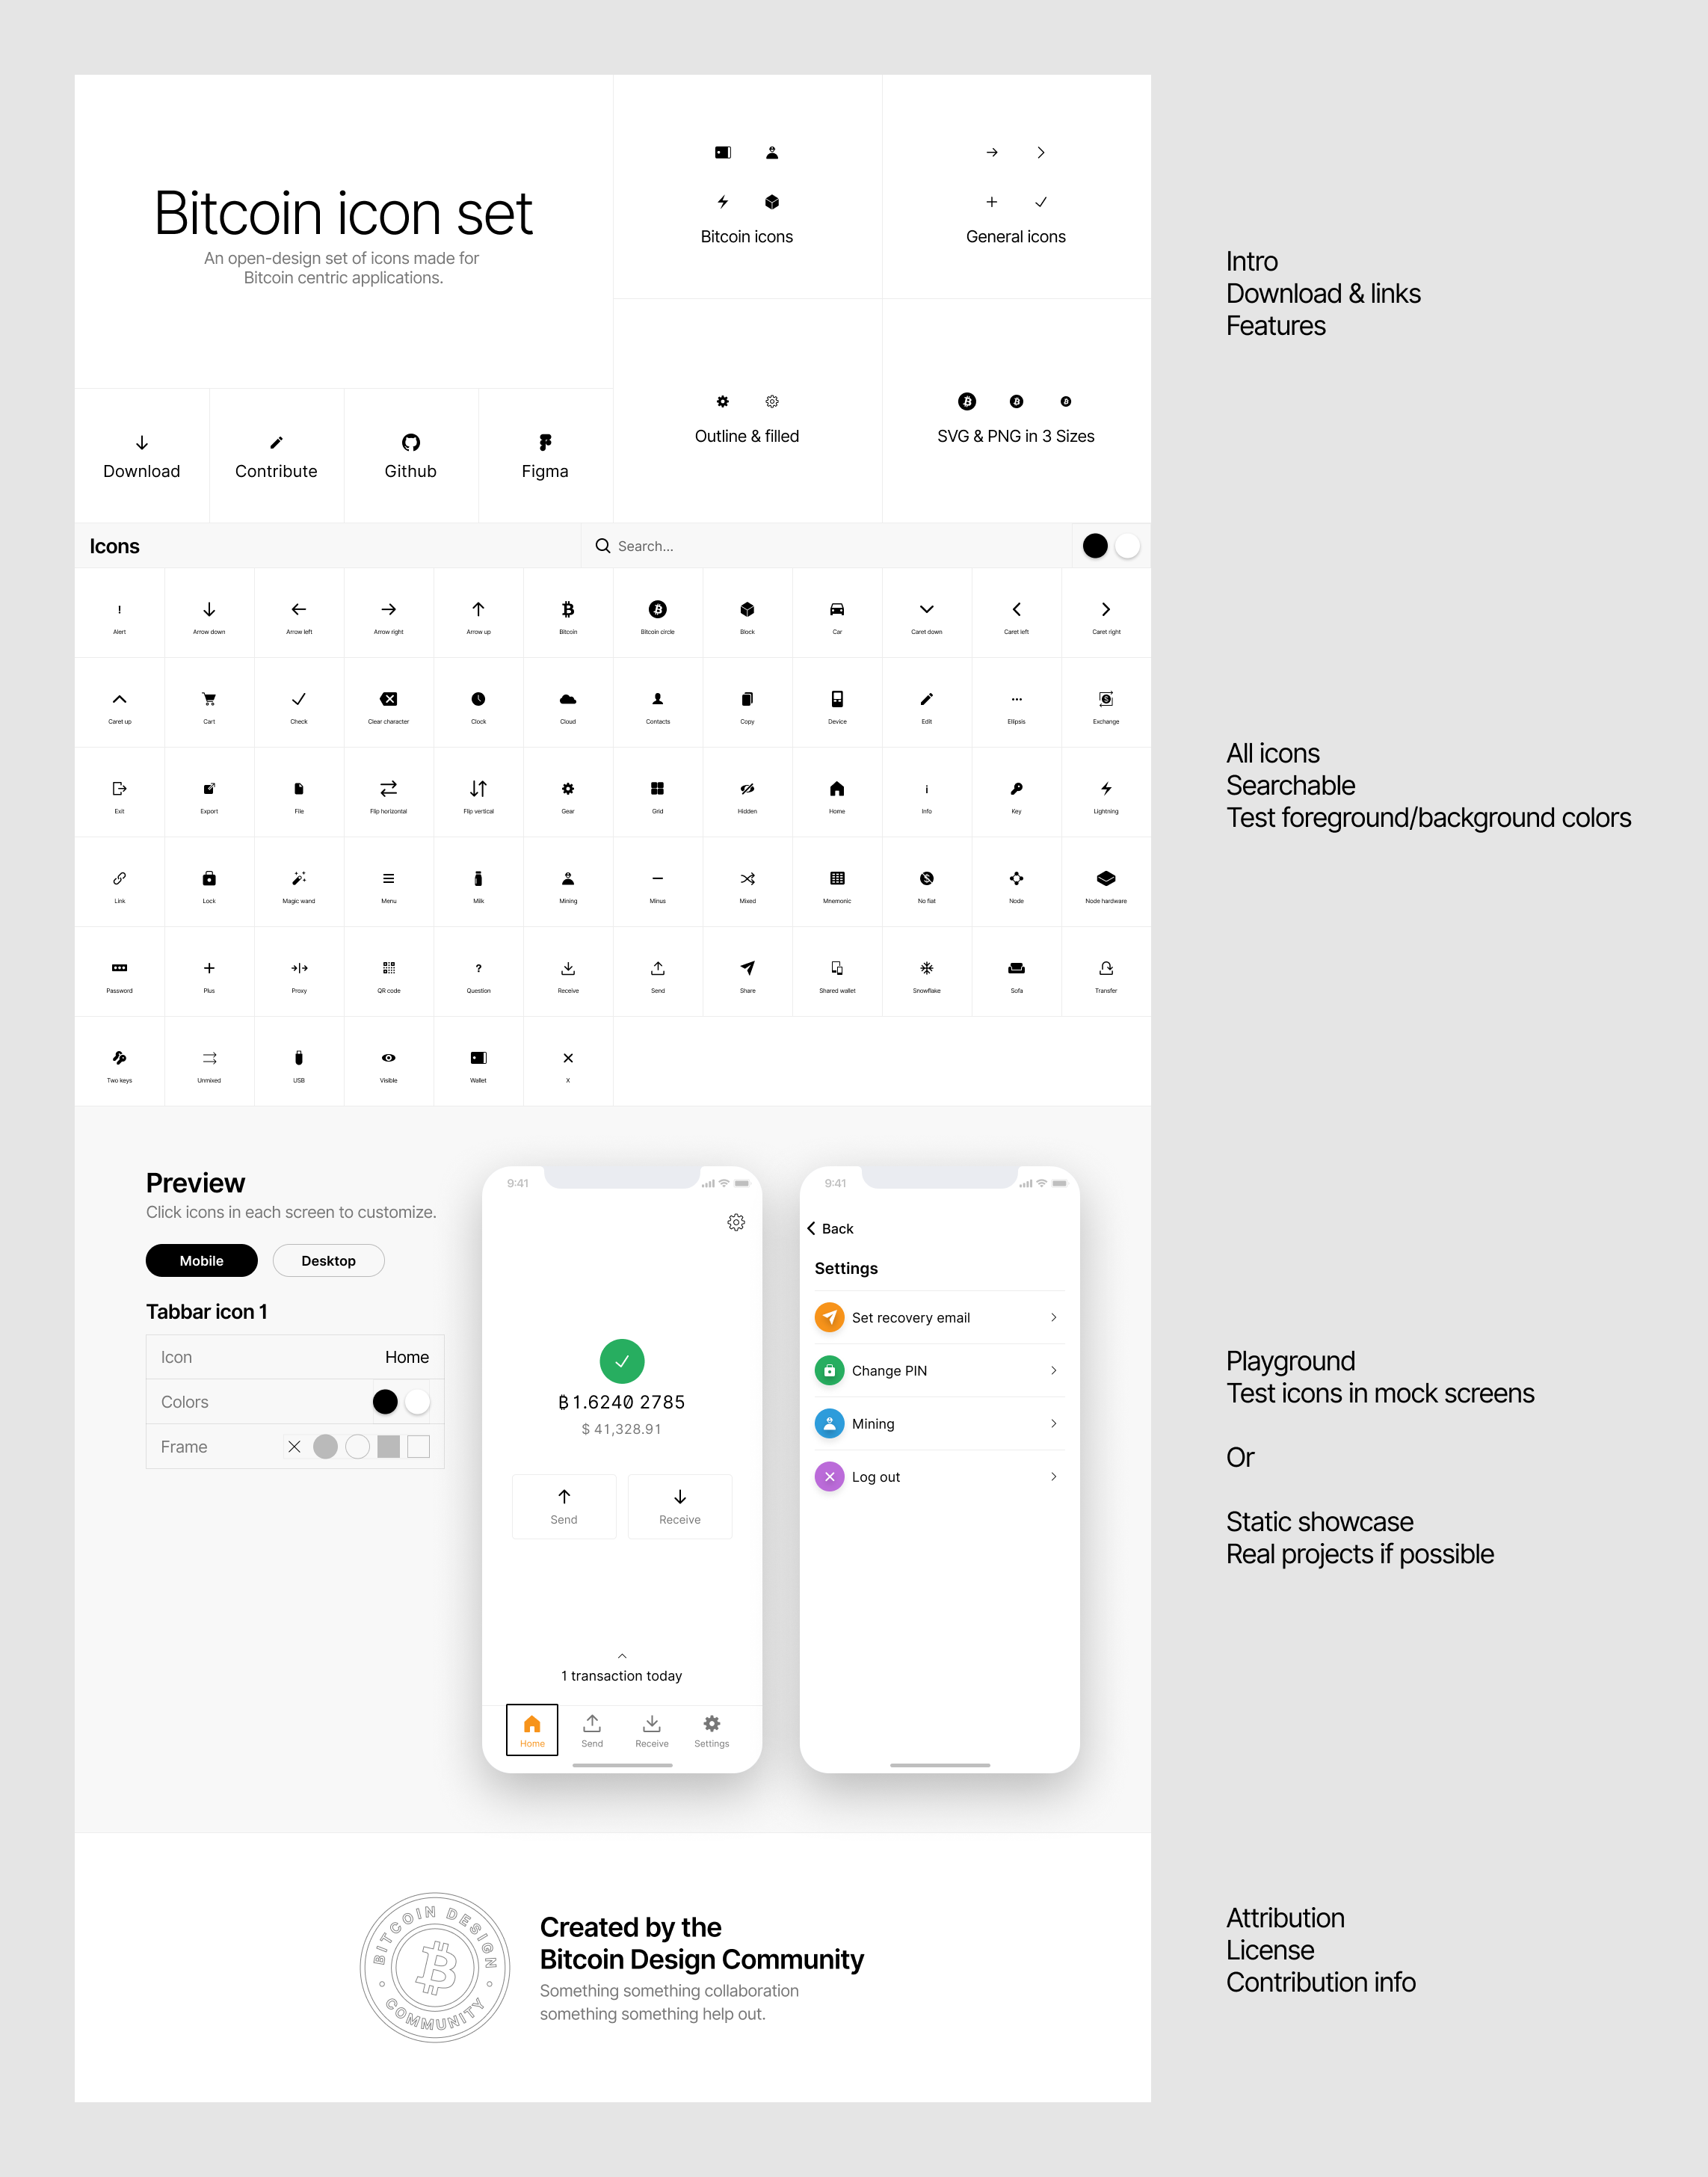 Bitcoin icon set
An open-design set of icons made for
Bitcoin centric applications.
Bitcoin icons
General icons
Outline & filled
SVG & PNG in 3 Sizes
Download
Contribute
Github
Figma
Intro
Download & links
Features
Icons
Search...
Alert
Arrow down
Arrow left
Arrow right
Arrow up
Bitcoin
Bitcoin circle
Block
Car
Caret down
Caret left
Caret right
Caret up
Cart
Check
Clear character
Clock
Cloud
Contacts
Copy
Device
Edit
Ellipsis
Exchange
Exit
Export
File
Flip horizontal
Flip vertical
Gear
Grid
Hidden
Home
Info
Key
Lightning
Link
Lock
Magic wand
Menu
Milk
Mining
Minus
Mixed
Mnemonic
No fiat
Node
Node hardware
Password
Plus
Proxy
QR code
Question
Receive
Send
Share
Shared wallet
Snowflake
Sofa
Transfer
Two keys
Unmixed
USB
Visible
Wallet
X
All icons
Searchable
Test foreground/background colors
Preview
Click icons in each screen to customize.
Mobile
Desktop
Tabbar icon 1
Icon
Home
Colors
Frame
9:41
₿ 1.6240 2785
$ 41,328.91
Send
Receive
1 transaction today
Home
Send
Receive
Settings
9:41
Back
Settings
Set recovery email
Change PIN
Mining
Log out
Playground
Test icons in mock screens
Or
Static showcase
Real projects if possible
BITCOIN DESIGN
COMMUNITY
Created by the
Bitcoin Design Community
Something something collaboration
something something help out.
Attribution
License
Contribution info